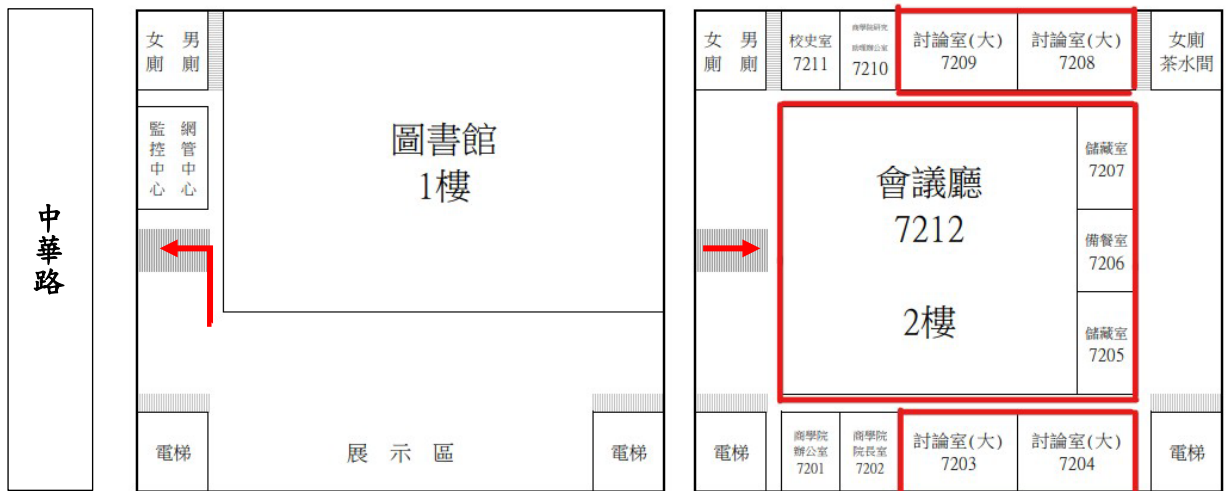 中華路
女廁
男廁
監控中心
網管中心
圖書館
1樓
電梯
展示區
電梯
女廁
男廁
校史室
7211
商學院研究
7210
討論室(大)
7209
討論室(大)
7208
女廁
茶水間
會議廳
7212
2樓
儲藏室
7207
備餐室
7206
儲藏室
7205
電梯
商學院
辦公室
7201
商學院
院長室
7202
討論室(大)
7203
討論室(大)
7204
電梯